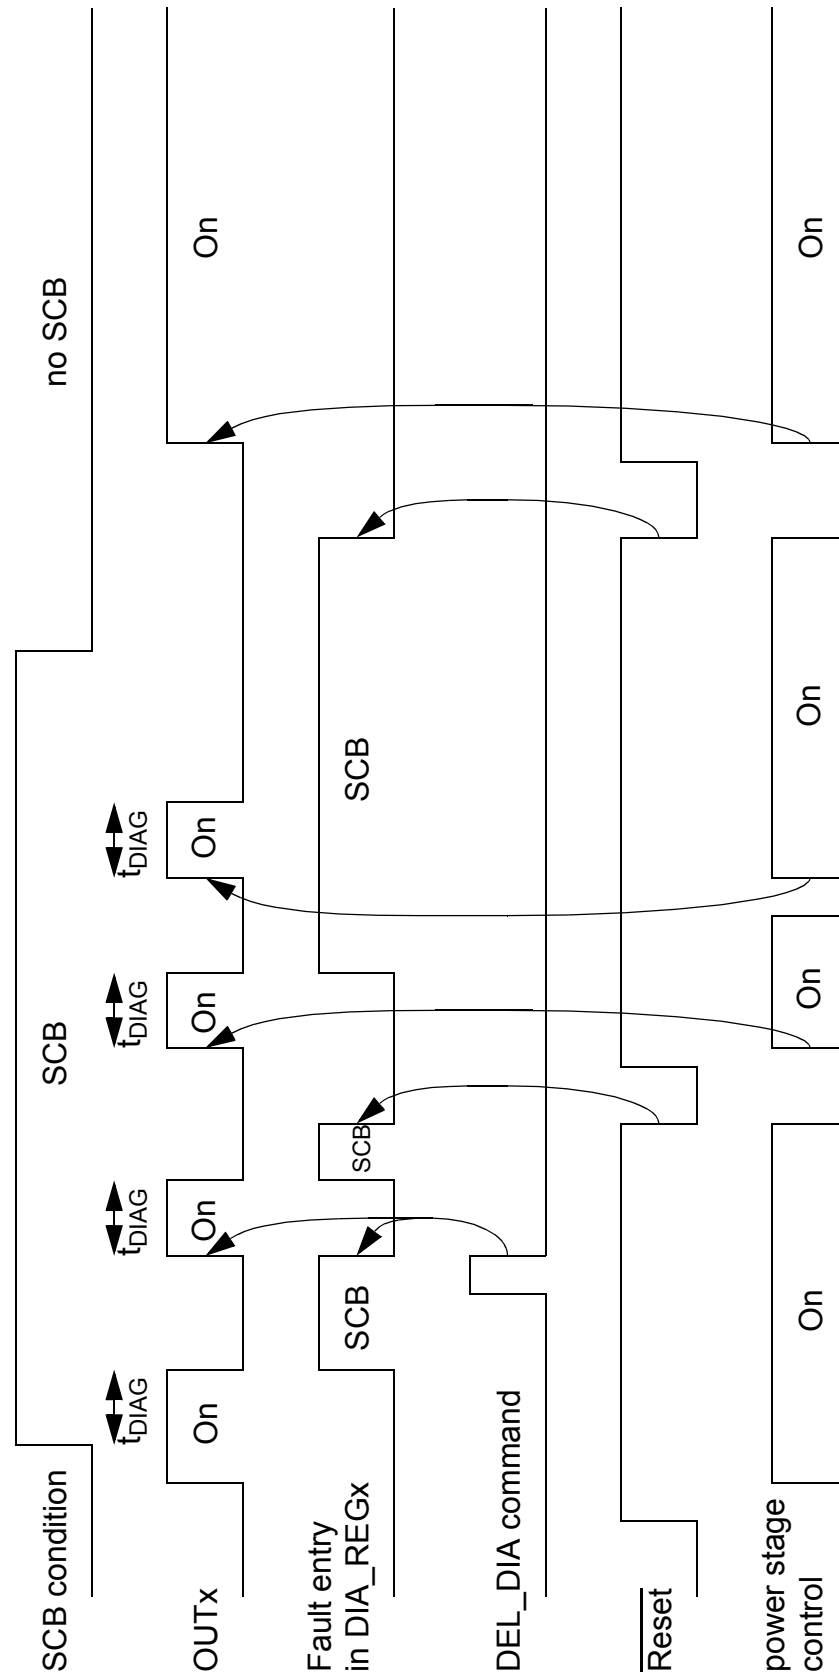 SCB condition
SCB
no SCB
t_DIAG
t_DIAG
t_DIAG
t_DIAG
OUTx
On
On
On
On
On
Fault entry
in DIA_REGx
SCB
SCB
SCB
DEL_DIA command
Reset
power stage
control
On
On
On
On